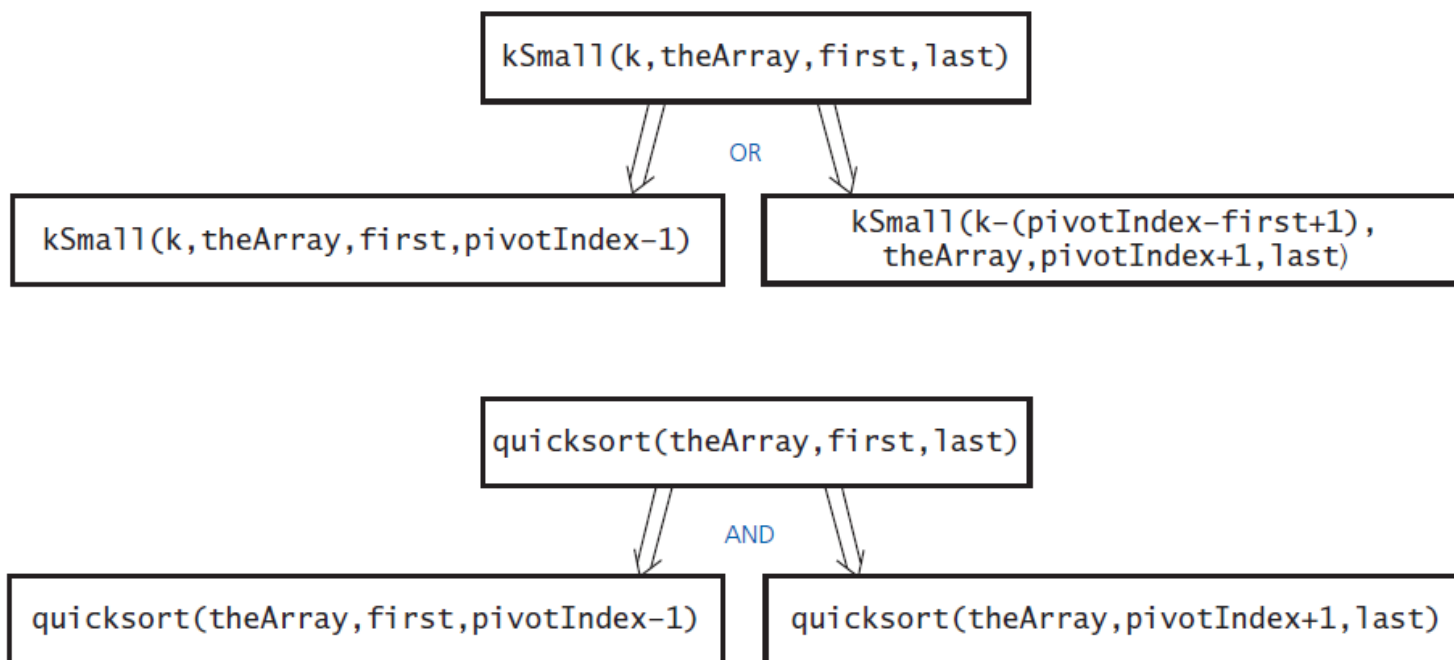 kSmall(k,theArray,first,last)
OR
kSmall(k,theArray,first,pivotIndex-1)
kSmall(k-(pivotIndex-first+1),
theArray,pivotIndex+1,last)
quicksort(theArray,first,last)
AND
quicksort(theArray,first,pivotIndex-1)
quicksort(theArray,pivotIndex+1,last)